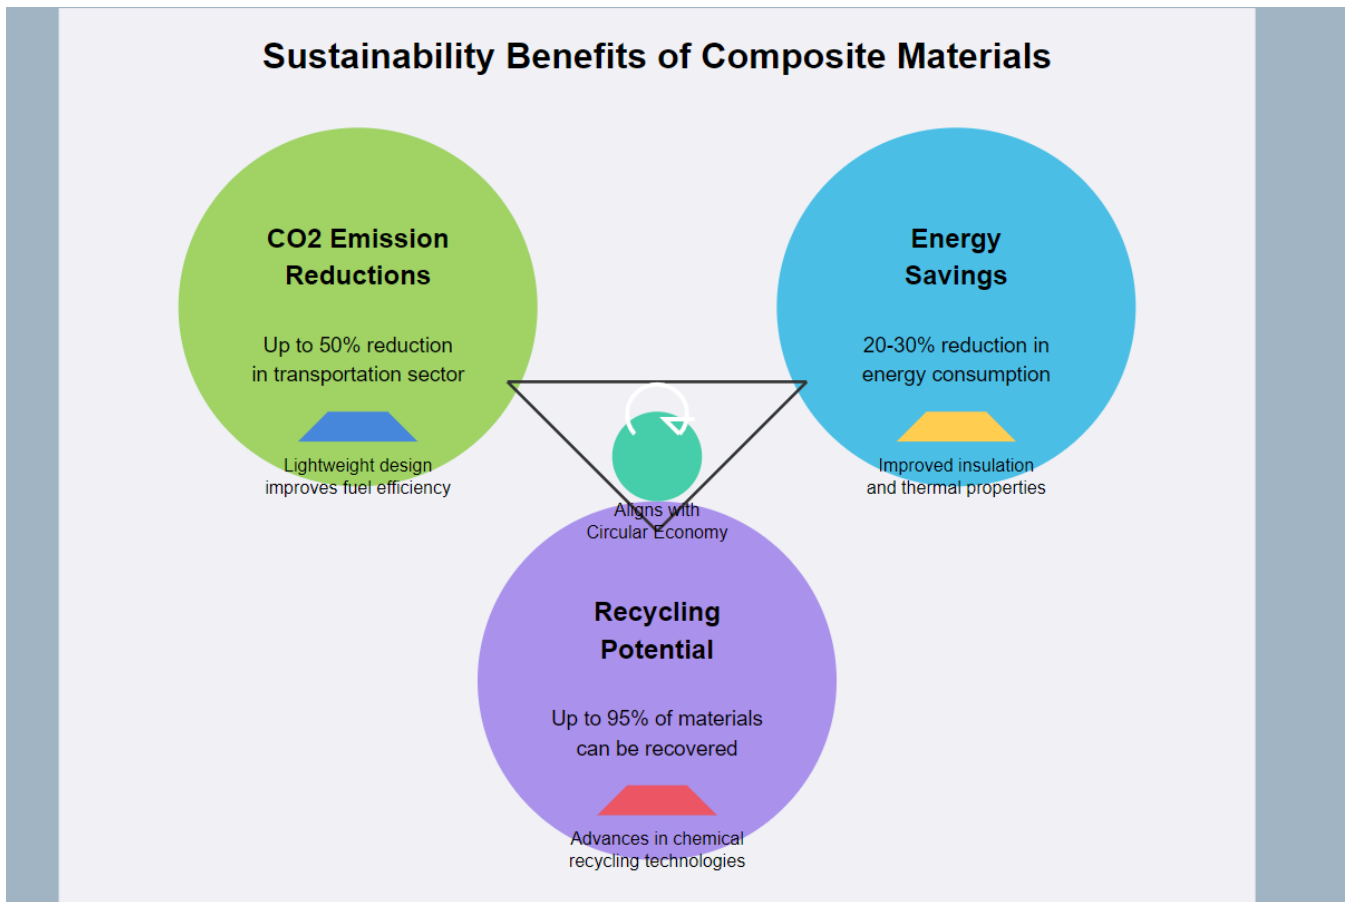 Sustainability Benefits of Composite Materials
CO2 Emission
Reductions
Up to 50% reduction
in transportation sector
Lightweight design
improves fuel efficiency
Energy
Savings
20-30% reduction in
energy consumption
Improved insulation
and thermal properties
Aligns with
Circular Economy
Recycling
Potential
Up to 95% of materials
can be recovered
Advances in chemical
recycling technologies